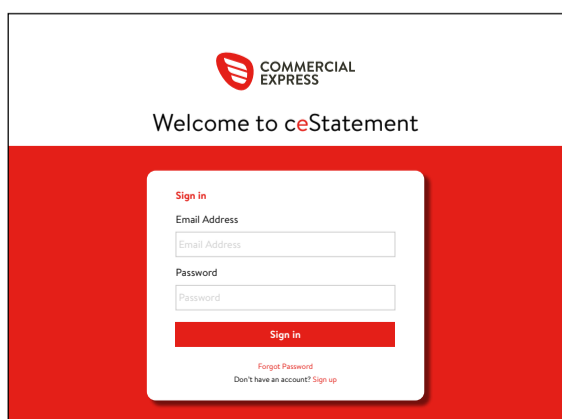 COMMERCIAL
EXPRESS
Welcome to ceStatement
Sign in
Email Address
Email Address
Password
Password
Sign in
Forgot Password
Don't have an account? Sign up